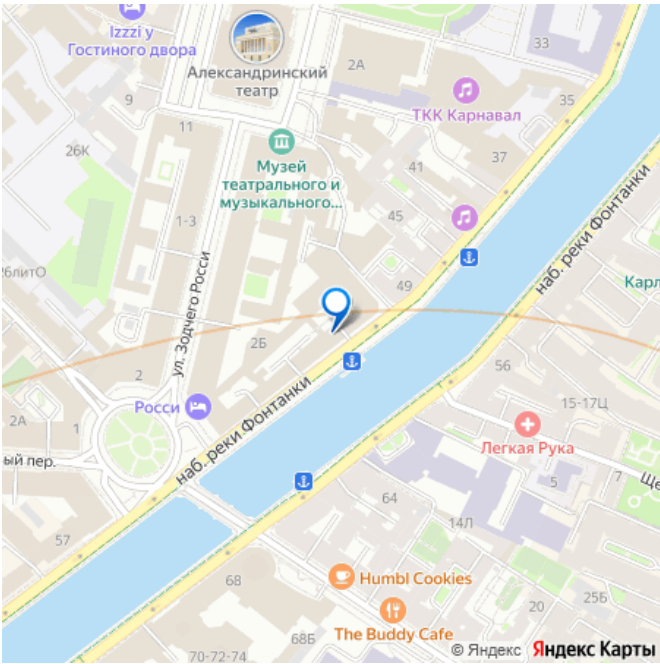 Izzzi у
Гостиного двора
33
Александринский
театр
2А
9
35
ТКК Карнавал
11
37
26К
Музей
театрального и
музыкального...
41
45
1-3
наб. реки Фонтанки
26литО
ул. Зодчего Росси
49
Карл
2Б
2
56
Росси
15-17Ц
наб. реки Фонтанки
2А
1
Легкая Рука
ый пер.
Ще
5
7
64
14Л
57
68
Humbl Cookies
25Б
20
The Buddy Cafe
68Б
70-72-74
© Яндекс Яндекс Карты